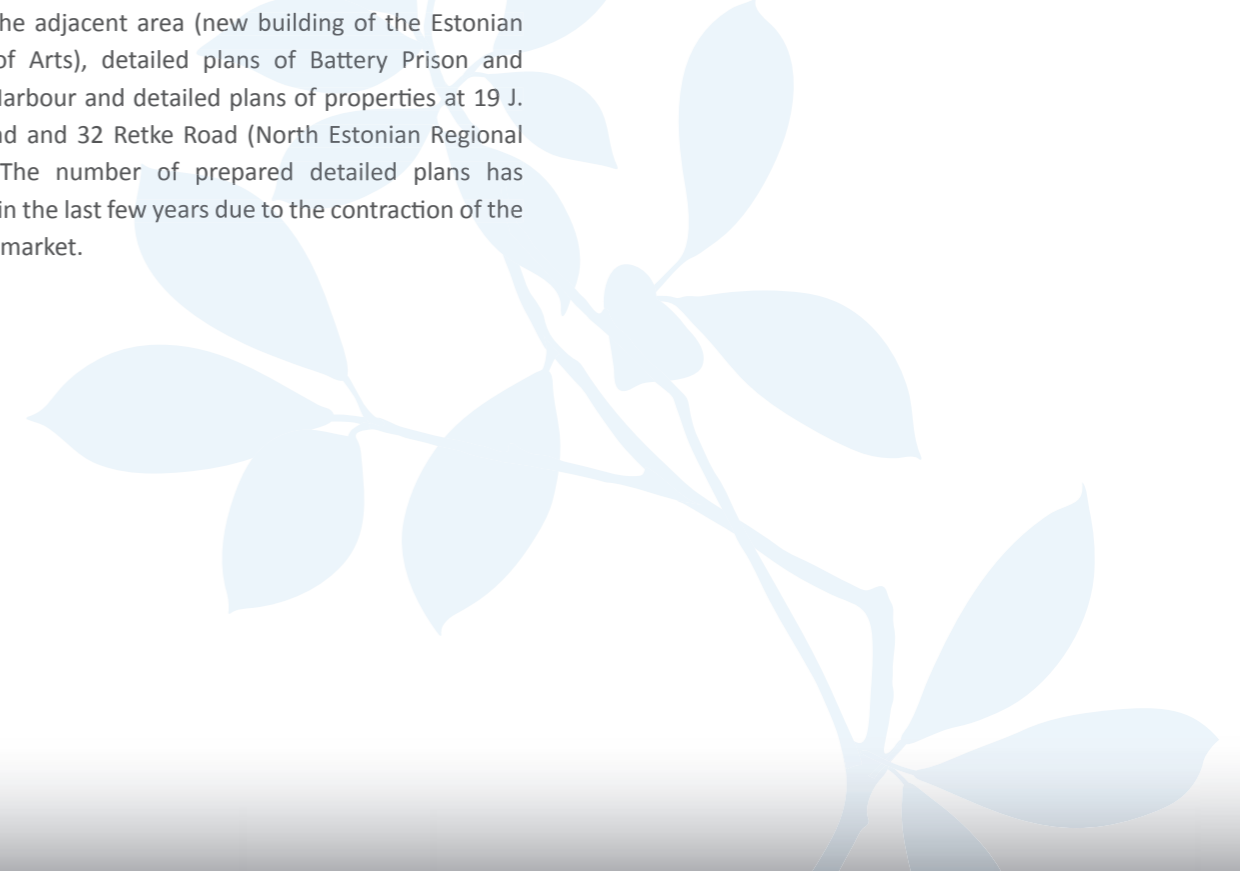 he adjacent area (new building of the Estonian
of Arts), detailed plans of Battery Prison and
arbour and detailed plans of properties at 19 J.
and 32 Retke Road (North Estonian Regional
The number of prepared detailed plans has
in the last few years due to the contraction of the
market.